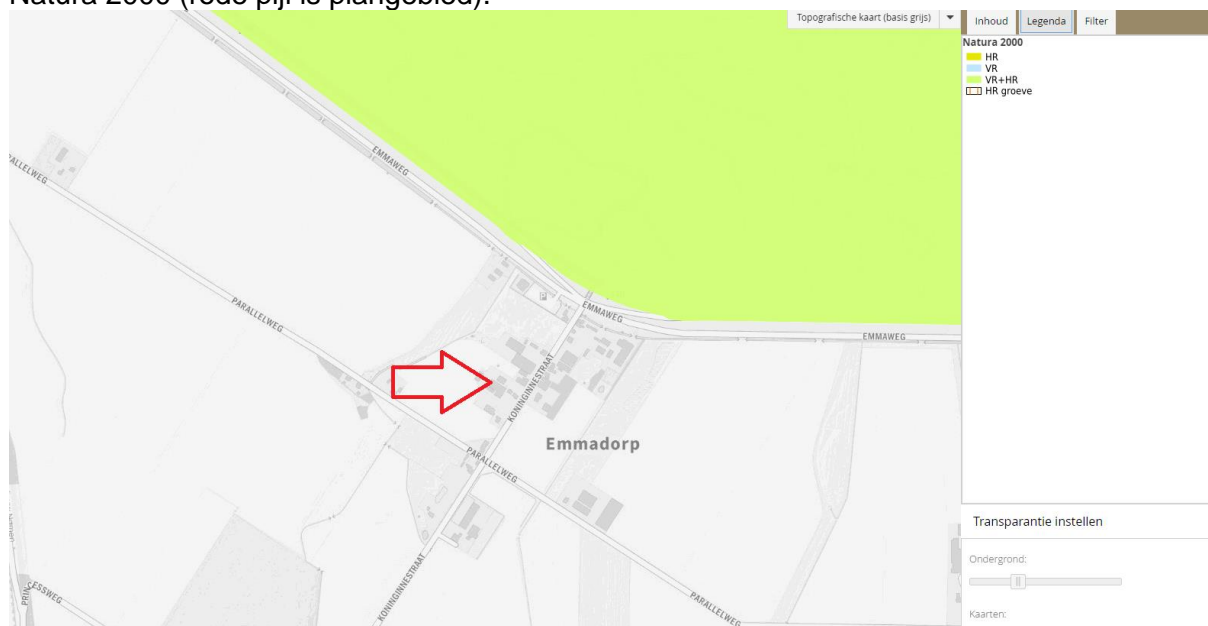 Natura 2000 (rode pijl is plangebied).
Topografische kaart (basis grijs)
Inhoud
Legenda
Filter
Natura 2000
HR
VR
VR+HR
HR groeve
EMMAWEG
PARALLELWEG
PARALLELWEG
P
EMMAWEG
EMMAWEG
KONINGINNESTRAAT
Emmadorp
PARALLELWEG
KONINGINNESTRAAT
PARALLELWEG
PRINSESSWEG
Transparantie instellen
Ondergrond:
Kaarten: